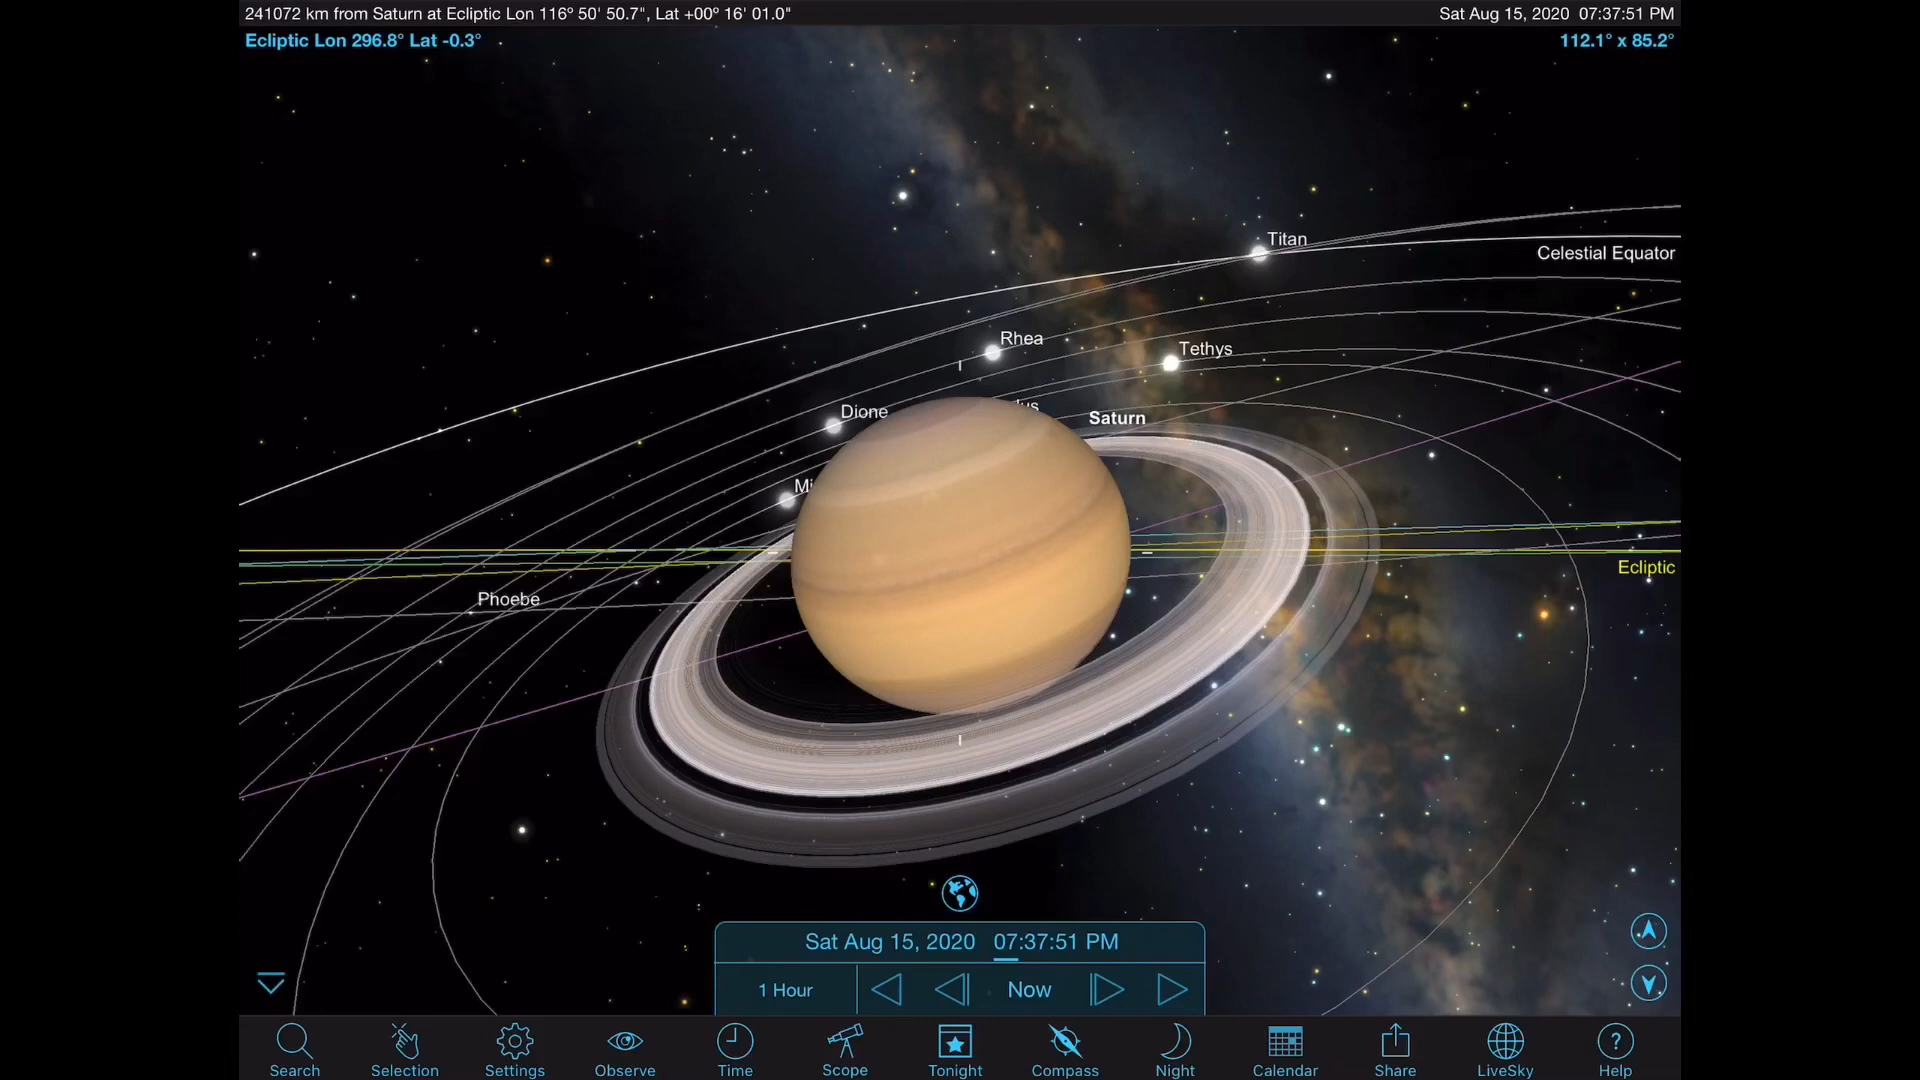 241072 km from Saturn at Ecliptic Lon 116º 50' 50.7", Lat +00º 16' 01.0"
Sat Aug 15, 2020 07:37:51 PM
Ecliptic Lon 296.8° Lat -0.3°
112.1° x 85.2°
Titan
Celestial Equator
Rhea
Tethys
Dione
Saturn
Mi
Ecliptic
Phoebe
Sat Aug 15, 2020 07:37:51 PM
1 Hour
Now
Search
Selection
Settings
Observe
Time
Scope
Tonight
Compass
Night
Calendar
Share
LiveSky
? Help